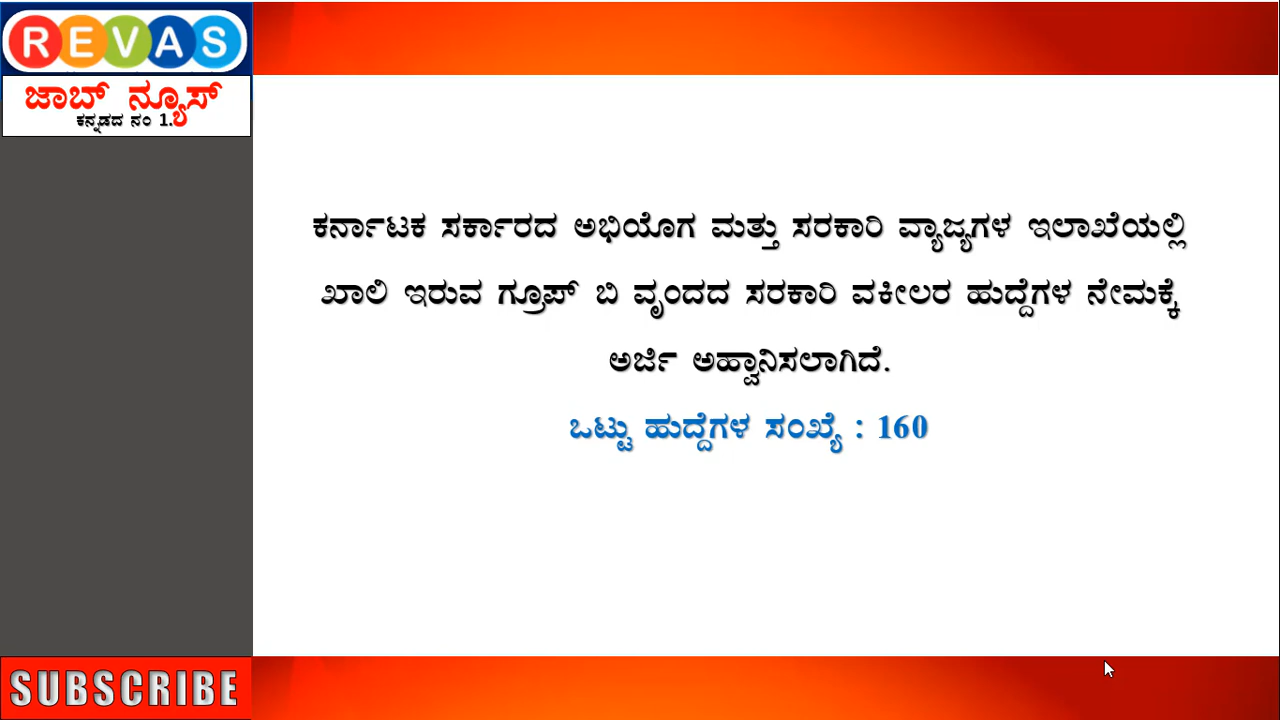 REVAS
ಜಾಬ್ ನ್ಯೂಸ್
ಕನ್ನಡದ ನಂ 1.
ಕರ್ನಾಟಕ ಸರ್ಕಾರದ ಅಭಿಯೊಗ ಮತ್ತು ಸರಕಾರಿ ವ್ಯಾಜ್ಯಗಳ ಇಲಾಖೆಯಲ್ಲಿ
ಖಾಲಿ ಇರುವ ಗ್ರೂಪ್ ಬಿ ವೃಂದದ ಸರಕಾರಿ ವಕೀಲರ ಹುದ್ದೆಗಳ ನೇಮಕ್ಕೆ
ಅರ್ಜಿ ಅಹ್ವಾನಿಸಲಾಗಿದೆ.
ಒಟ್ಟು ಹುದ್ದೆಗಳ ಸಂಖ್ಯೆ : 160
SUBSCRIBE